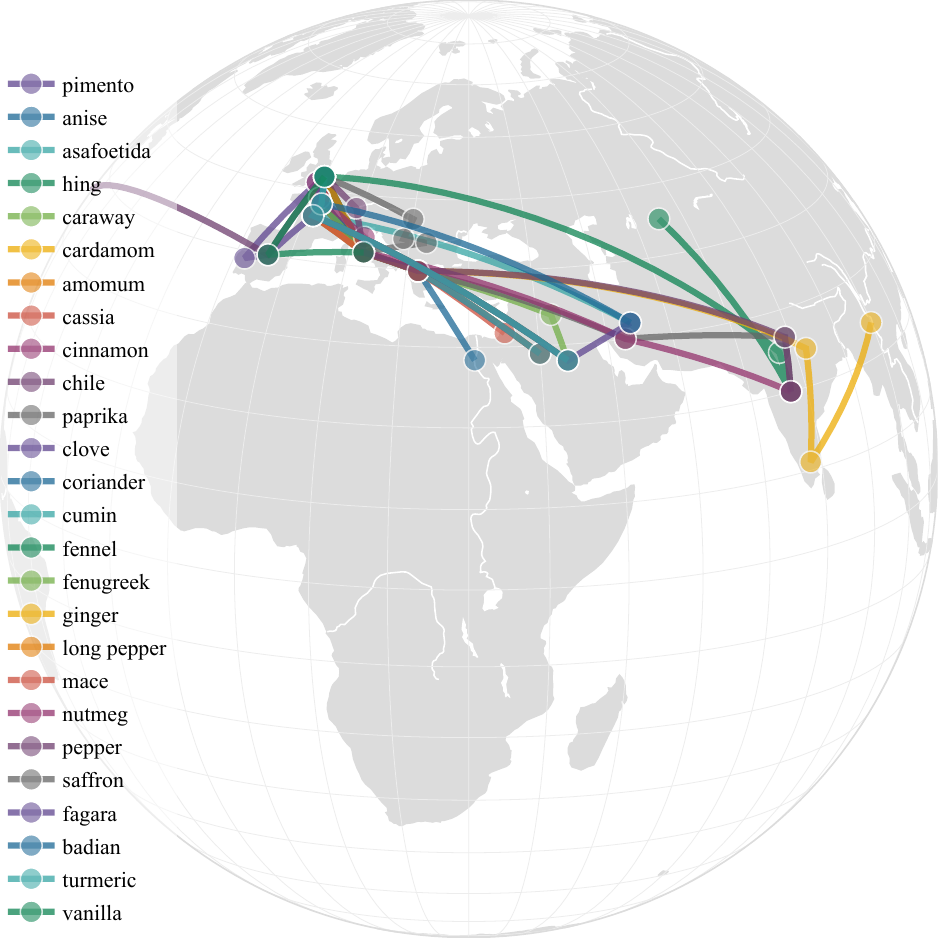 pimento
anise
asafoetida
hing
caraway
cardamom
amomum
cassia
cinnamon
chile
paprika
clove
coriander
cumin
fennel
fenugreek
ginger
long pepper
mace
nutmeg
pepper
saffron
fagara
badian
turmeric
vanilla